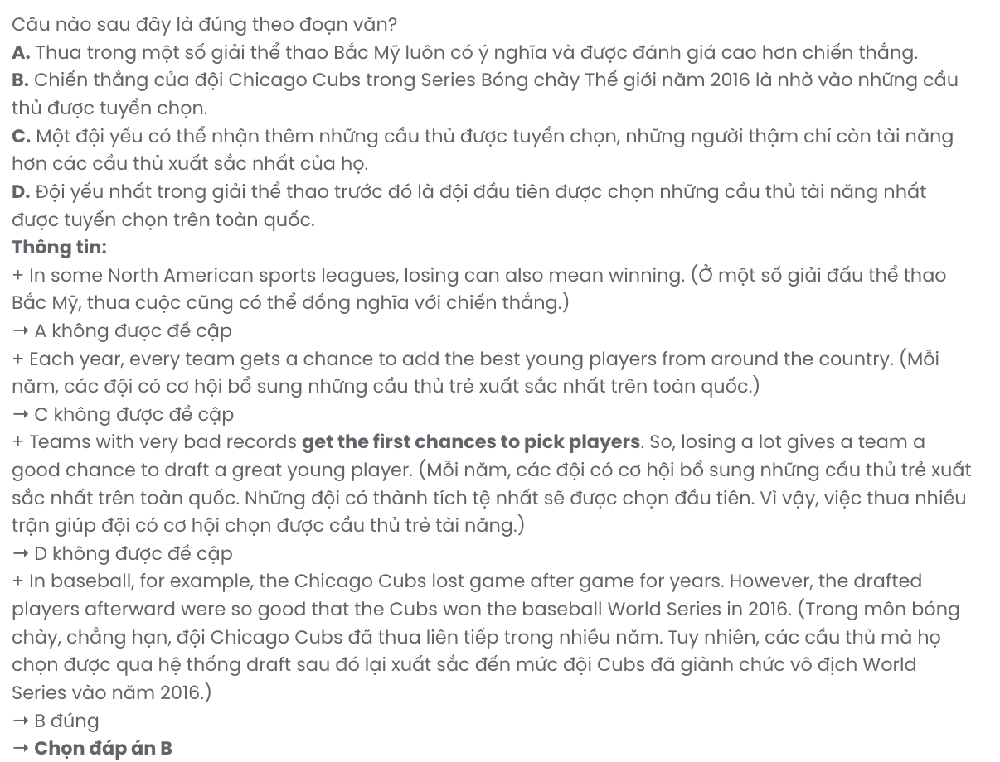 Câu nào sau đây là đúng theo đoạn văn?
A. Thua trong một số giải thể thao Bắc Mỹ luôn có ý nghĩa và được đánh giá cao hơn chiến thắng.
B. Chiến thắng của đội Chicago Cubs trong Series Bóng chày Thế giới năm 2016 là nhờ vào những cầu
thủ được tuyển chọn.
C. Một đội yếu có thể nhận thêm những cầu thủ được tuyển chọn, những người thậm chí còn tài năng
hơn các cầu thủ xuất sắc nhất của họ.
D. Đội yếu nhất trong giải thể thao trước đó là đội đầu tiên được chọn những cầu thủ tài năng nhất
được tuyển chọn trên toàn quốc.
Thông tin:
+ In some North American sports leagues, losing can also mean winning. (Ở một số giải đấu thể thao
Bắc Mỹ, thua cuộc cũng có thể đồng nghĩa với chiến thắng.)
→ A không được đề cập
+ Each year, every team gets a chance to add the best young players from around the country. (Mỗi
năm, các đội có cơ hội bổ sung những cầu thủ trẻ xuất sắc nhất trên toàn quốc.)
→ C không được đề cập
+ Teams with very bad records get the first chances to pick players. So, losing a lot gives a team a
good chance to draft a great young player. (Mỗi năm, các đội có cơ hội bổ sung những cầu thủ trẻ xuất
sắc nhất trên toàn quốc. Những đội có thành tích tệ nhất sẽ được chọn đầu tiên. Vì vậy, việc thua nhiều
trận giúp đội có cơ hội chọn được cầu thủ trẻ tài năng.)
→ D không được đề cập
+ In baseball, for example, the Chicago Cubs lost game after game for years. However, the drafted
players afterward were so good that the Cubs won the baseball World Series in 2016. (Trong môn bóng
chày, chẳng hạn, đội Chicago Cubs đã thua liên tiếp trong nhiều năm. Tuy nhiên, các cầu thủ mà họ
chọn được qua hệ thống draft sau đó lại xuất sắc đến mức đội Cubs đã giành chức vô địch World
Series vào năm 2016.)
→ B đúng
→ Chọn đáp án B